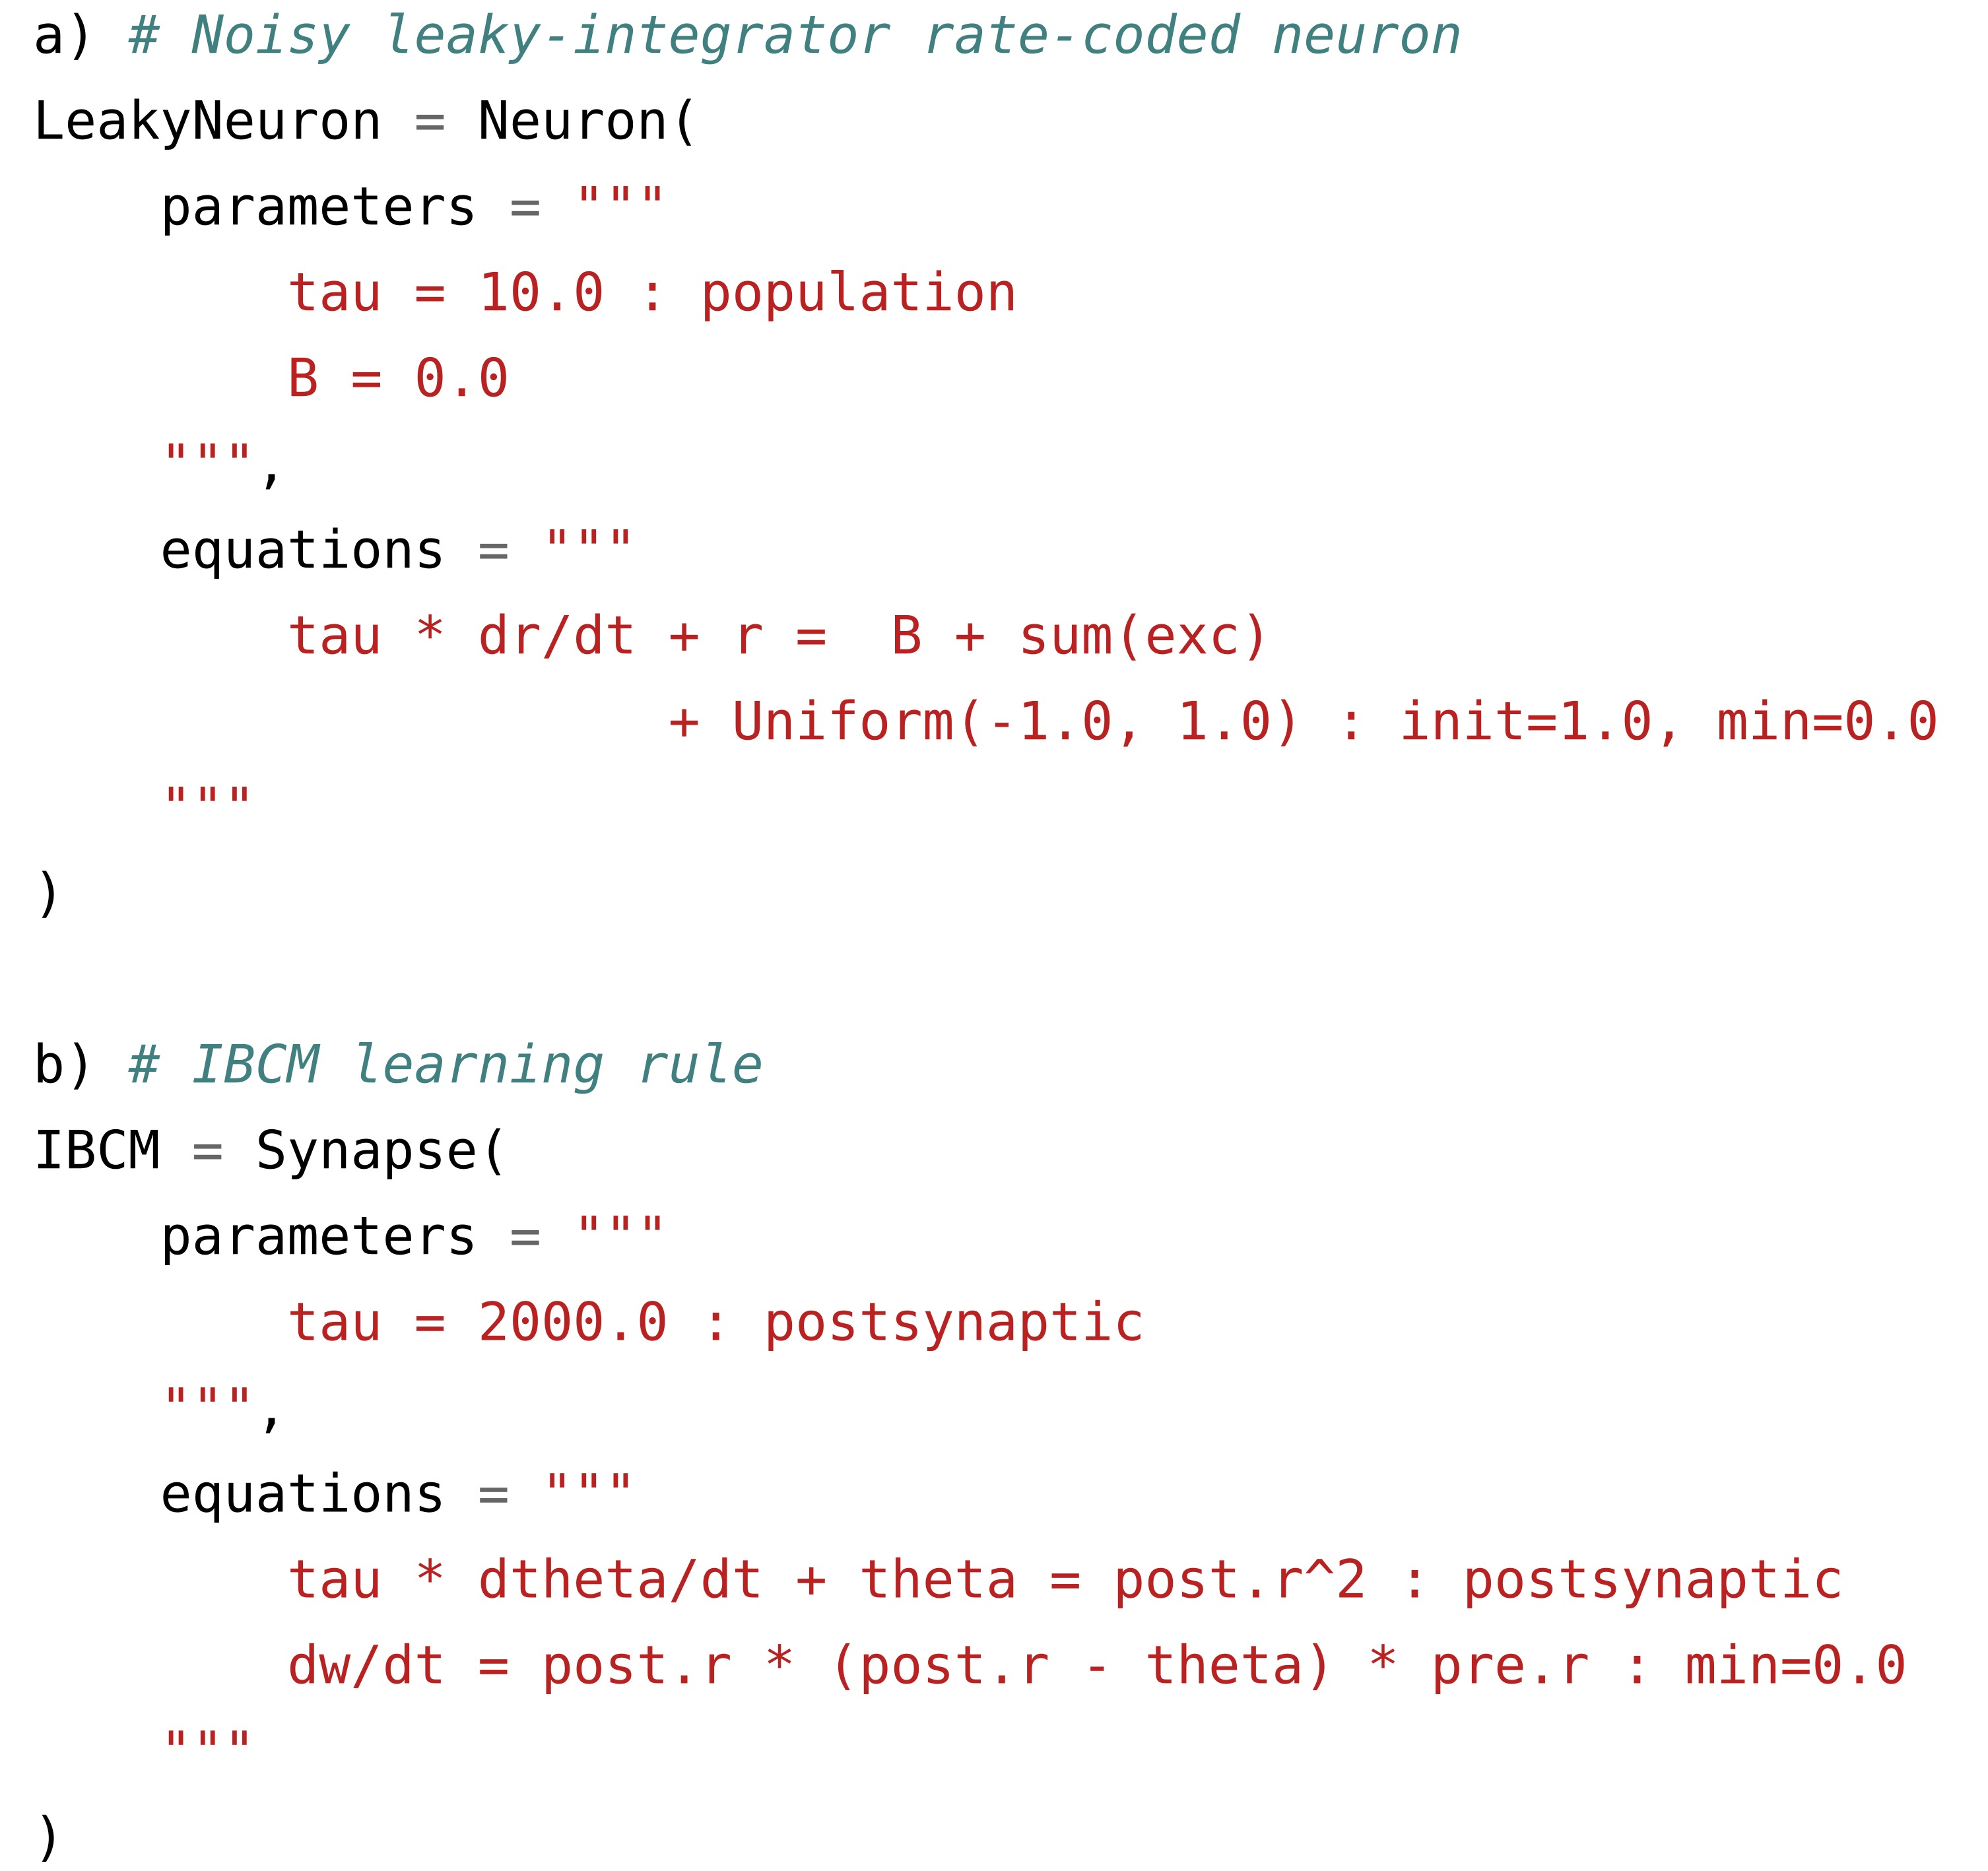 a) # Noisy leaky-integrator rate-coded neuron
LeakyNeuron = Neuron(
    parameters = """
        tau = 10.0 : population
        B = 0.0
    """,
    equations = """
        tau * dr/dt + r =  B + sum(exc)
                    + Uniform(-1.0, 1.0) : init=1.0, min=0.0
    """
)
b) # IBCM learning rule
IBCM = Synapse(
    parameters = """
        tau = 2000.0 : postsynaptic
    """,
    equations = """
        tau * dtheta/dt + theta = post.r^2 : postsynaptic
        dw/dt = post.r * (post.r - theta) * pre.r : min=0.0
    """
)